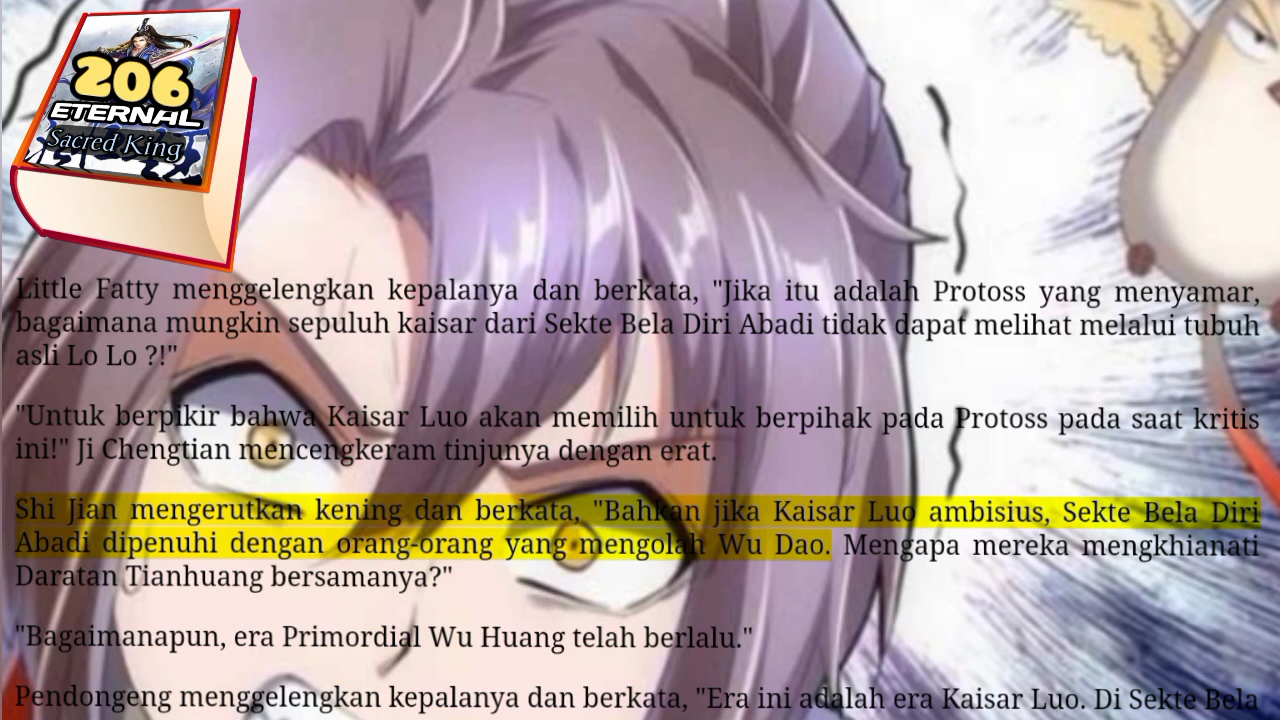 206
ETERNAL
Sacred King
Little Fatty menggelengkan kepalanya dan berkata, "Jika itu adalah Protoss yang menyamar,
bagaimana mungkin sepuluh kaisar dari Sekte Bela Diri Abadi tidak dapat melihat melalui tubuh
asli Lo Lo ?!"
"Untuk berpikir bahwa Kaisar Luo akan memilih untuk berpihak pada Protoss pada saat kritis
ini!" Ji Chengtian mencengkeram tinjunya dengan erat.
Shi Jian mengerutkan kening dan berkata, "Bahkan jika Kaisar Luo ambisius, Sekte Bela Diri
Abadi dipenuhi dengan orang-orang yang mengolah Wu Dao. Mengapa mereka mengkhianati
Daratan Tianhuang bersamanya?"
"Bagaimanapun, era Primordial Wu Huang telah berlalu."
Pendongeng menggelengkan kepalanya dan berkata, "Era ini adalah era Kaisar Luo. Di Sekte Bela